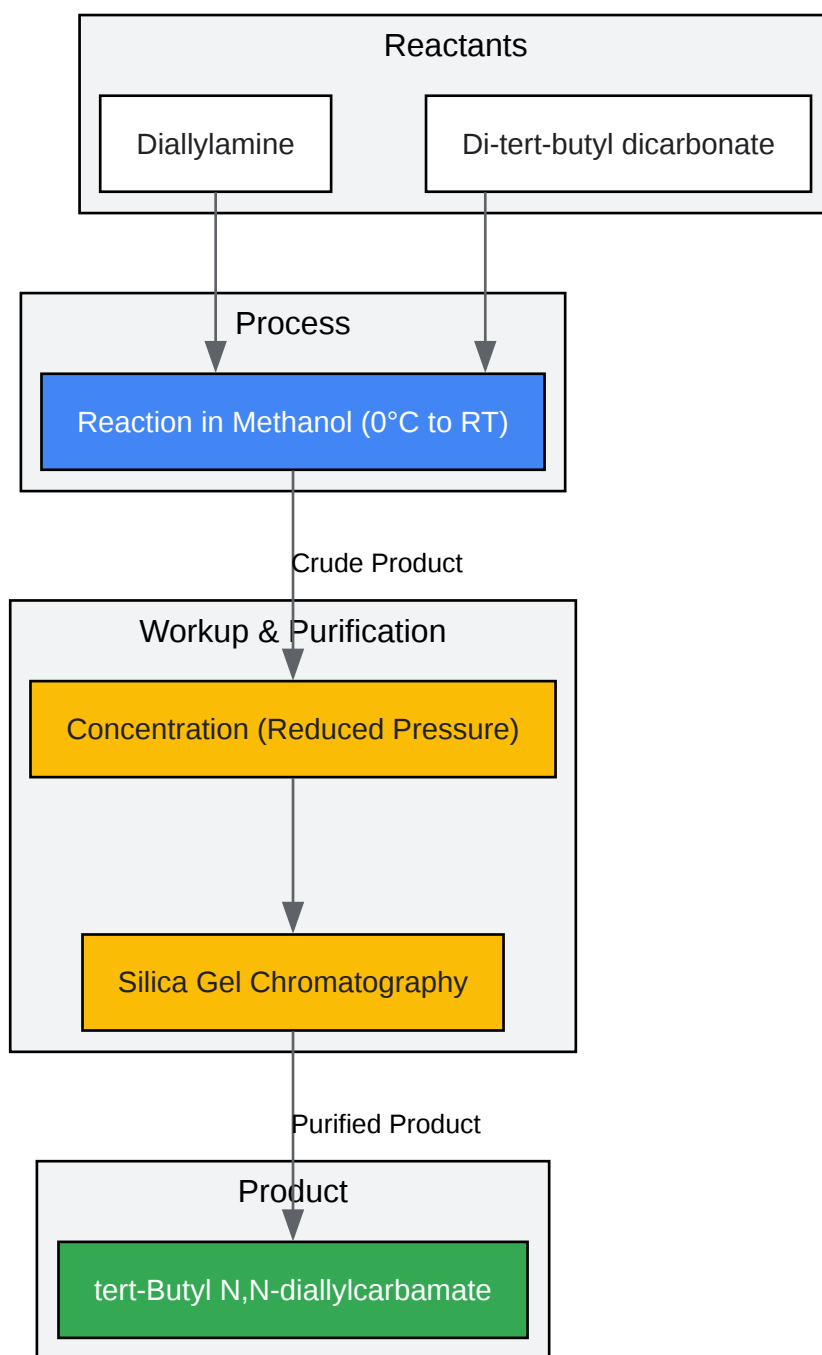 Reactants
Diallylamine
Di-tert-butyl dicarbonate
Process
Reaction in Methanol (0°C to RT)
Crude Product
Workup & Purification
Concentration (Reduced Pressure)
Silica Gel Chromatography
Purified Product
Product
tert-Butyl N,N-diallylcarbamate